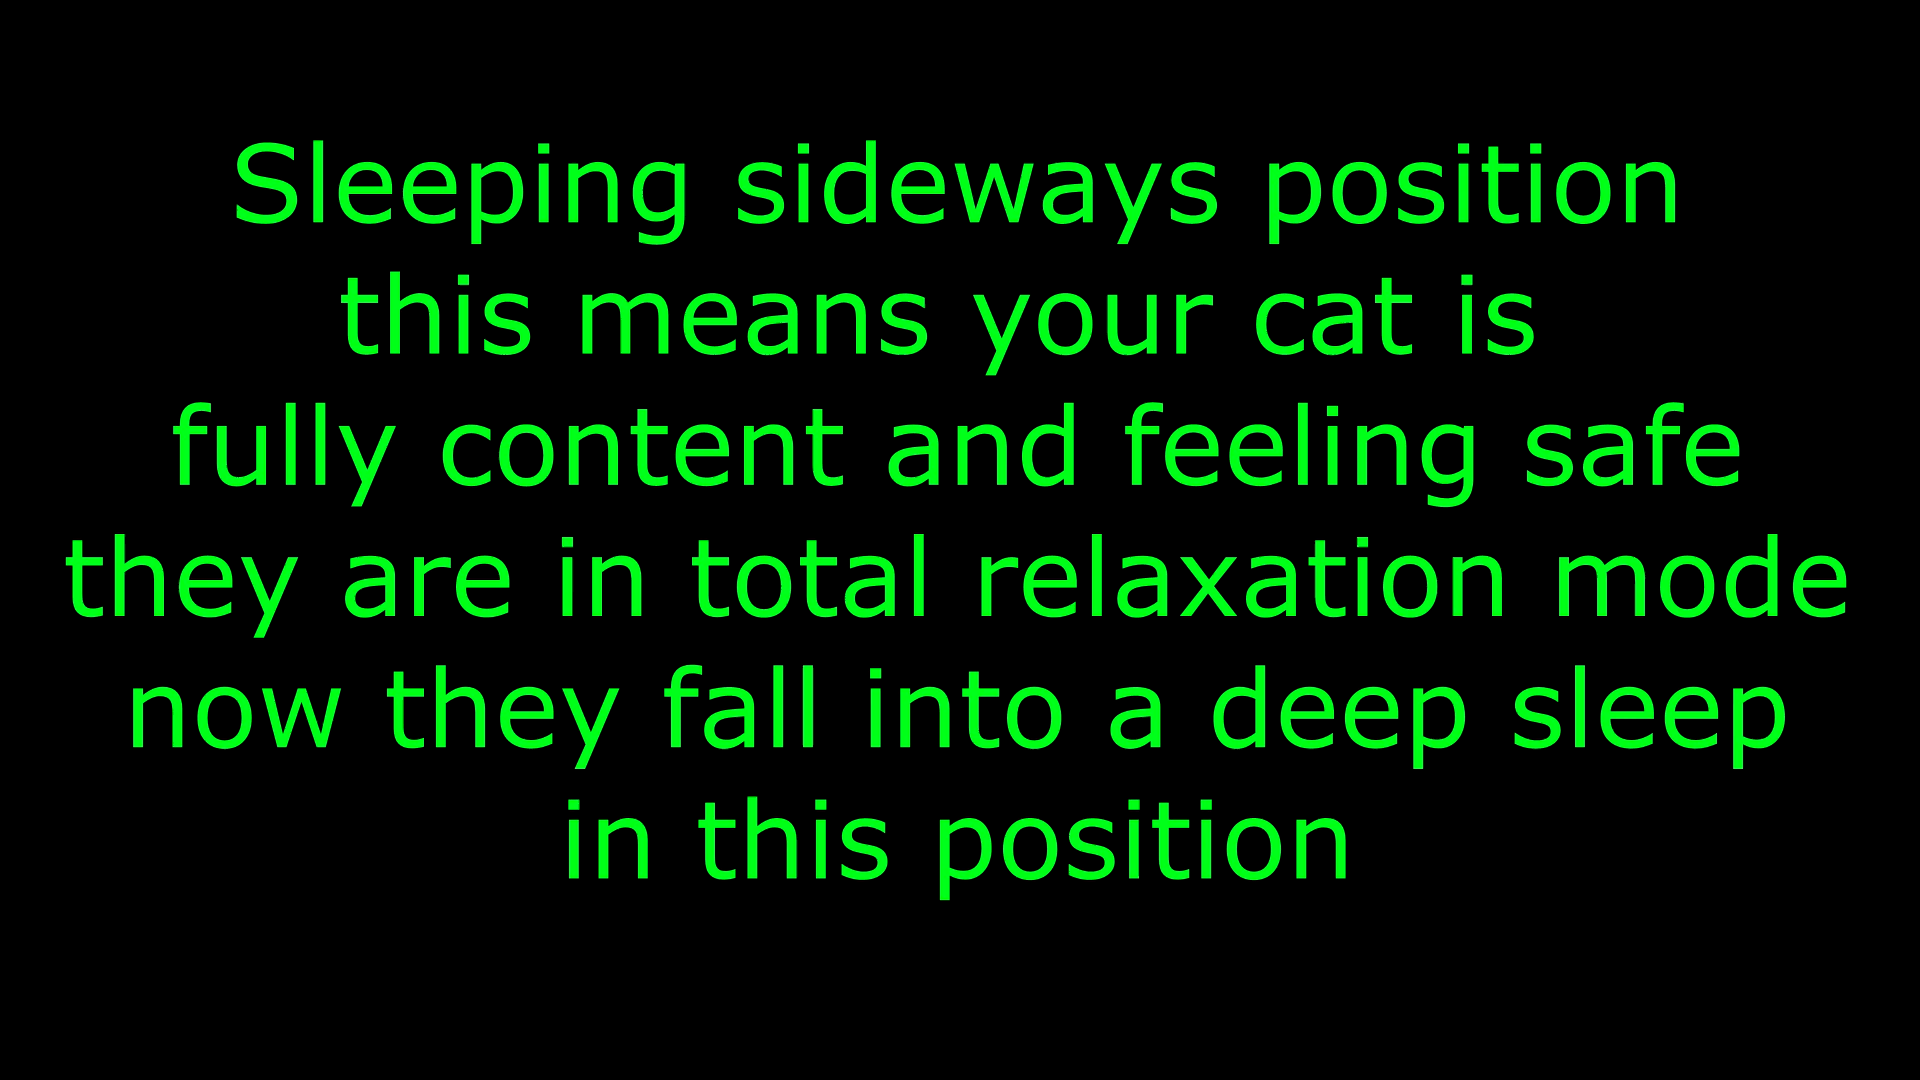 Sleeping sideways position
this means your cat is
fully content and feeling safe
they are in total relaxation mode
now they fall into a deep sleep
in this position